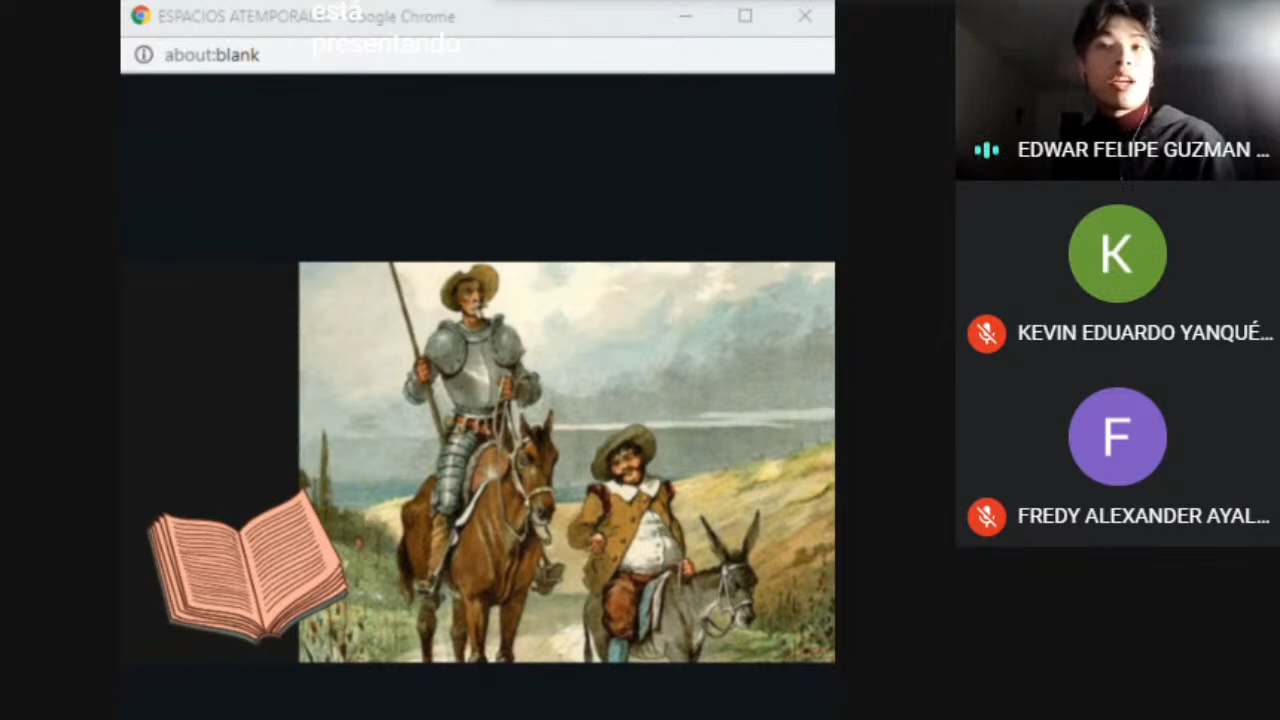 ESPACIOS ATEMPORALES - Google Chrome
está
presentando
about:blank
EDWAR FELIPE GUZMAN ...
K
KEVIN EDUARDO YANQUÉ...
F
FREDY ALEXANDER AYAL...